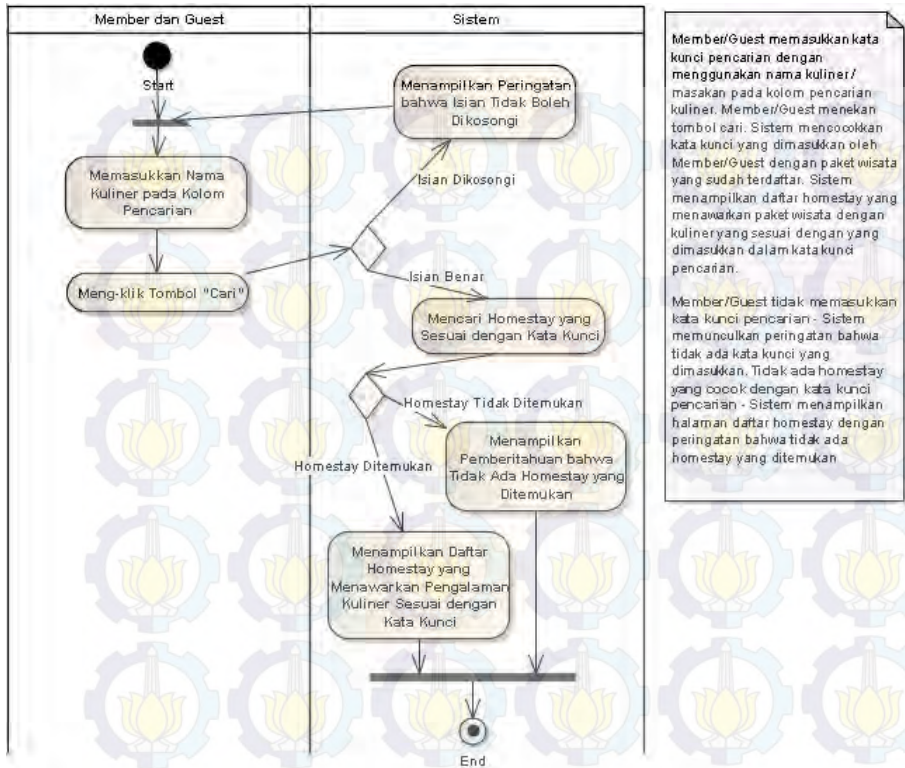 Member dan Guest
Sistem
Start
Menampilkan Peringatan
bahwa Isian Tidak Boleh
Dikosongi
Memasukkan Nama
Kuliner pada Kolom
Pencarian
Isian Dikosongi
Meng-klik Tombol "Cari"
Isian Benar
Mencari Homestay yang
Sesuai dengan Kata Kunci
Homestay Tidak Ditemukan
Menampilkan
Pemberitahuan bahwa
Tidak Ada Homestay yang
Ditemukan
Homestay Ditemukan
Menampilkan Daftar
Homestay yang
Menawarkan Pengalaman
Kuliner Sesuai dengan
Kata Kunci
End
Member/Guest memasukkan kata
kunci pencarian dengan
menggunakan nama kuliner/
masakan pada kolom pencarian
kuliner. Member/Guest menekan
tombol cari. Sistem mencocokkan
kata kunci yang dimasukkan oleh
Member/Guest dengan paket wisata
yang sudah terdaftar. Sistem
menampilkan daftar homestay yang
menawarkan paket wisata dengan
kuliner yang sesuai dengan yang
dimasukkan dalam kata kunci
pencarian.
Member/Guest tidak memasukkan
kata kunci pencarian - Sistem
memunculkan peringatan bahwa
tidak ada kata kunci yang
dimasukkan. Tidak ada homestay
yang cocok dengan kata kunci
pencarian - Sistem menampilkan
halaman daftar homestay dengan
peringatan bahwa tidak ada
homestay yang ditemukan